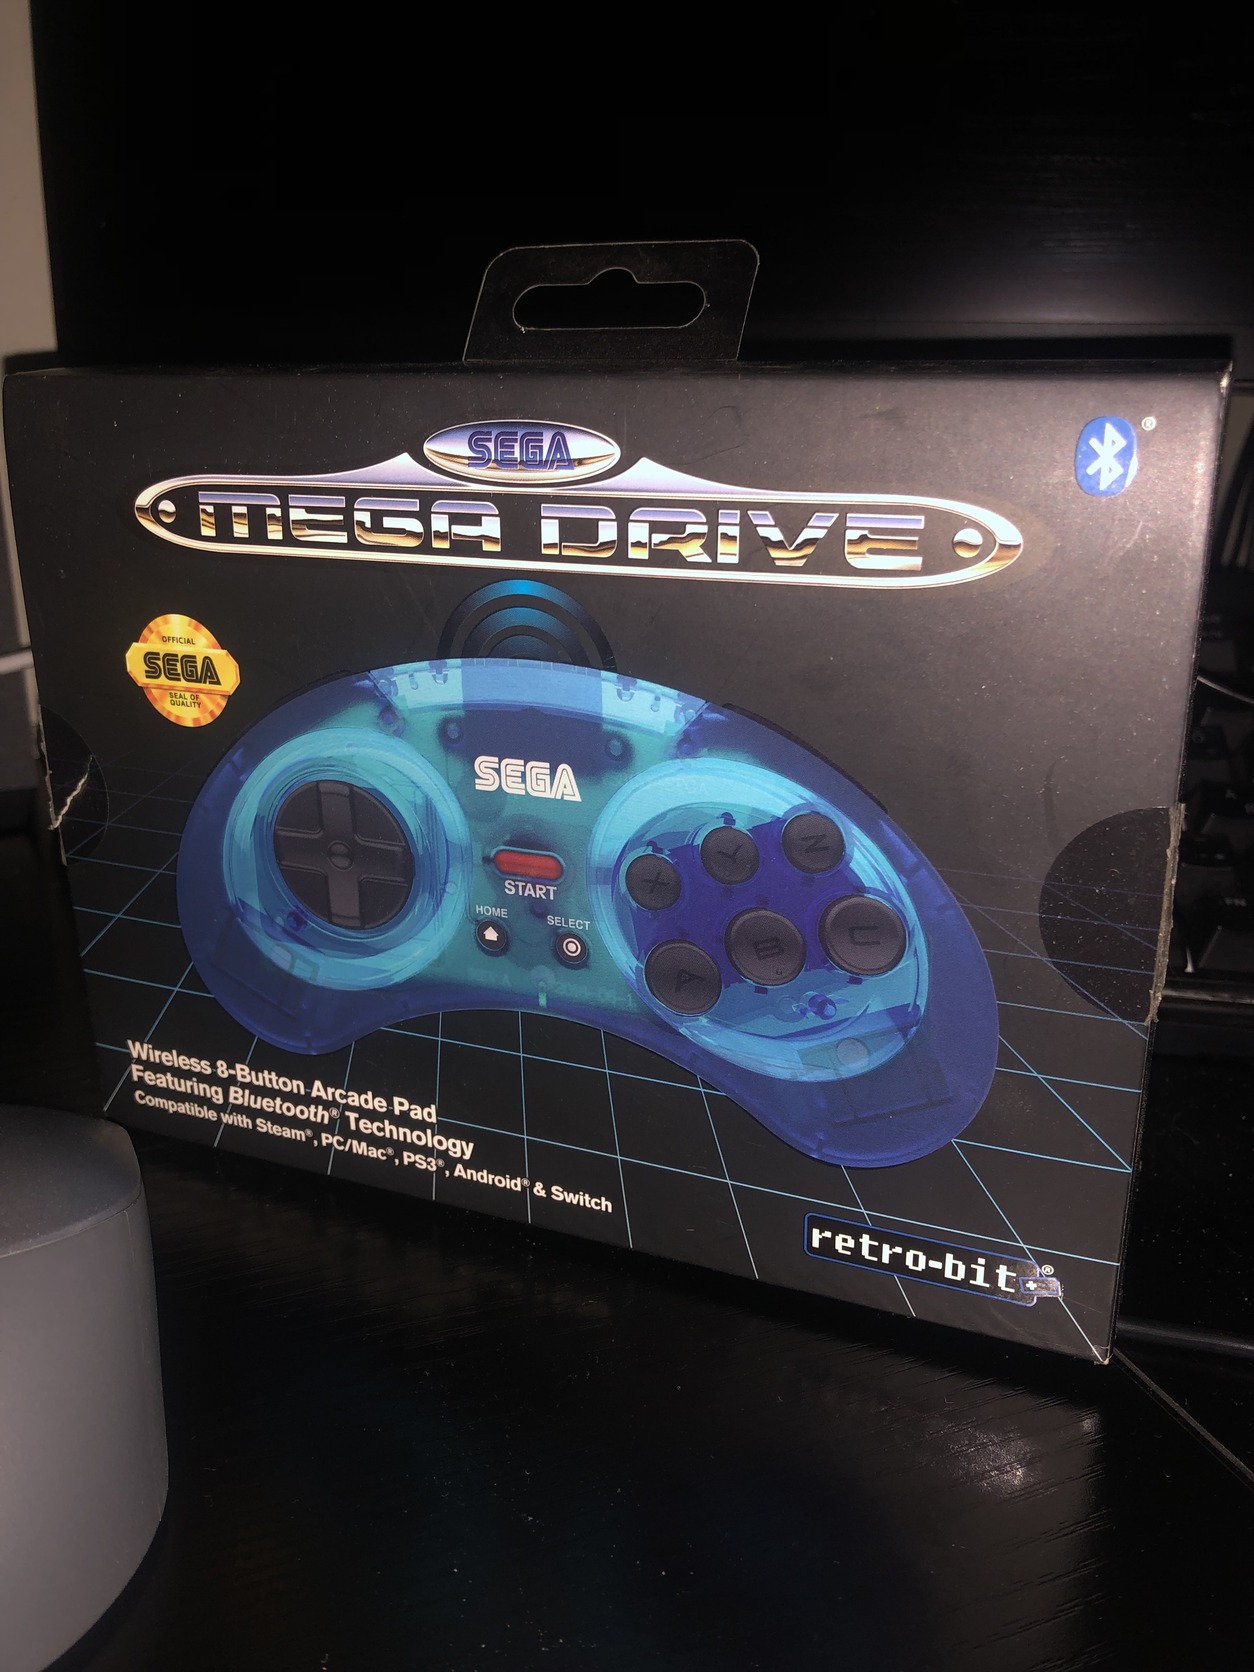 SEGA
MEGA DRIVE
®
OFFICIAL
SEGA
SEAL OF
QUALITY
SEGA
START
HOME
SELECT
X
Y
Z
A
B
C
Wireless 8-Button Arcade Pad
Featuring Bluetooth® Technology
Compatible with Steam®, PC/Mac®, PS3®, Android® & Switch
retro-bit®